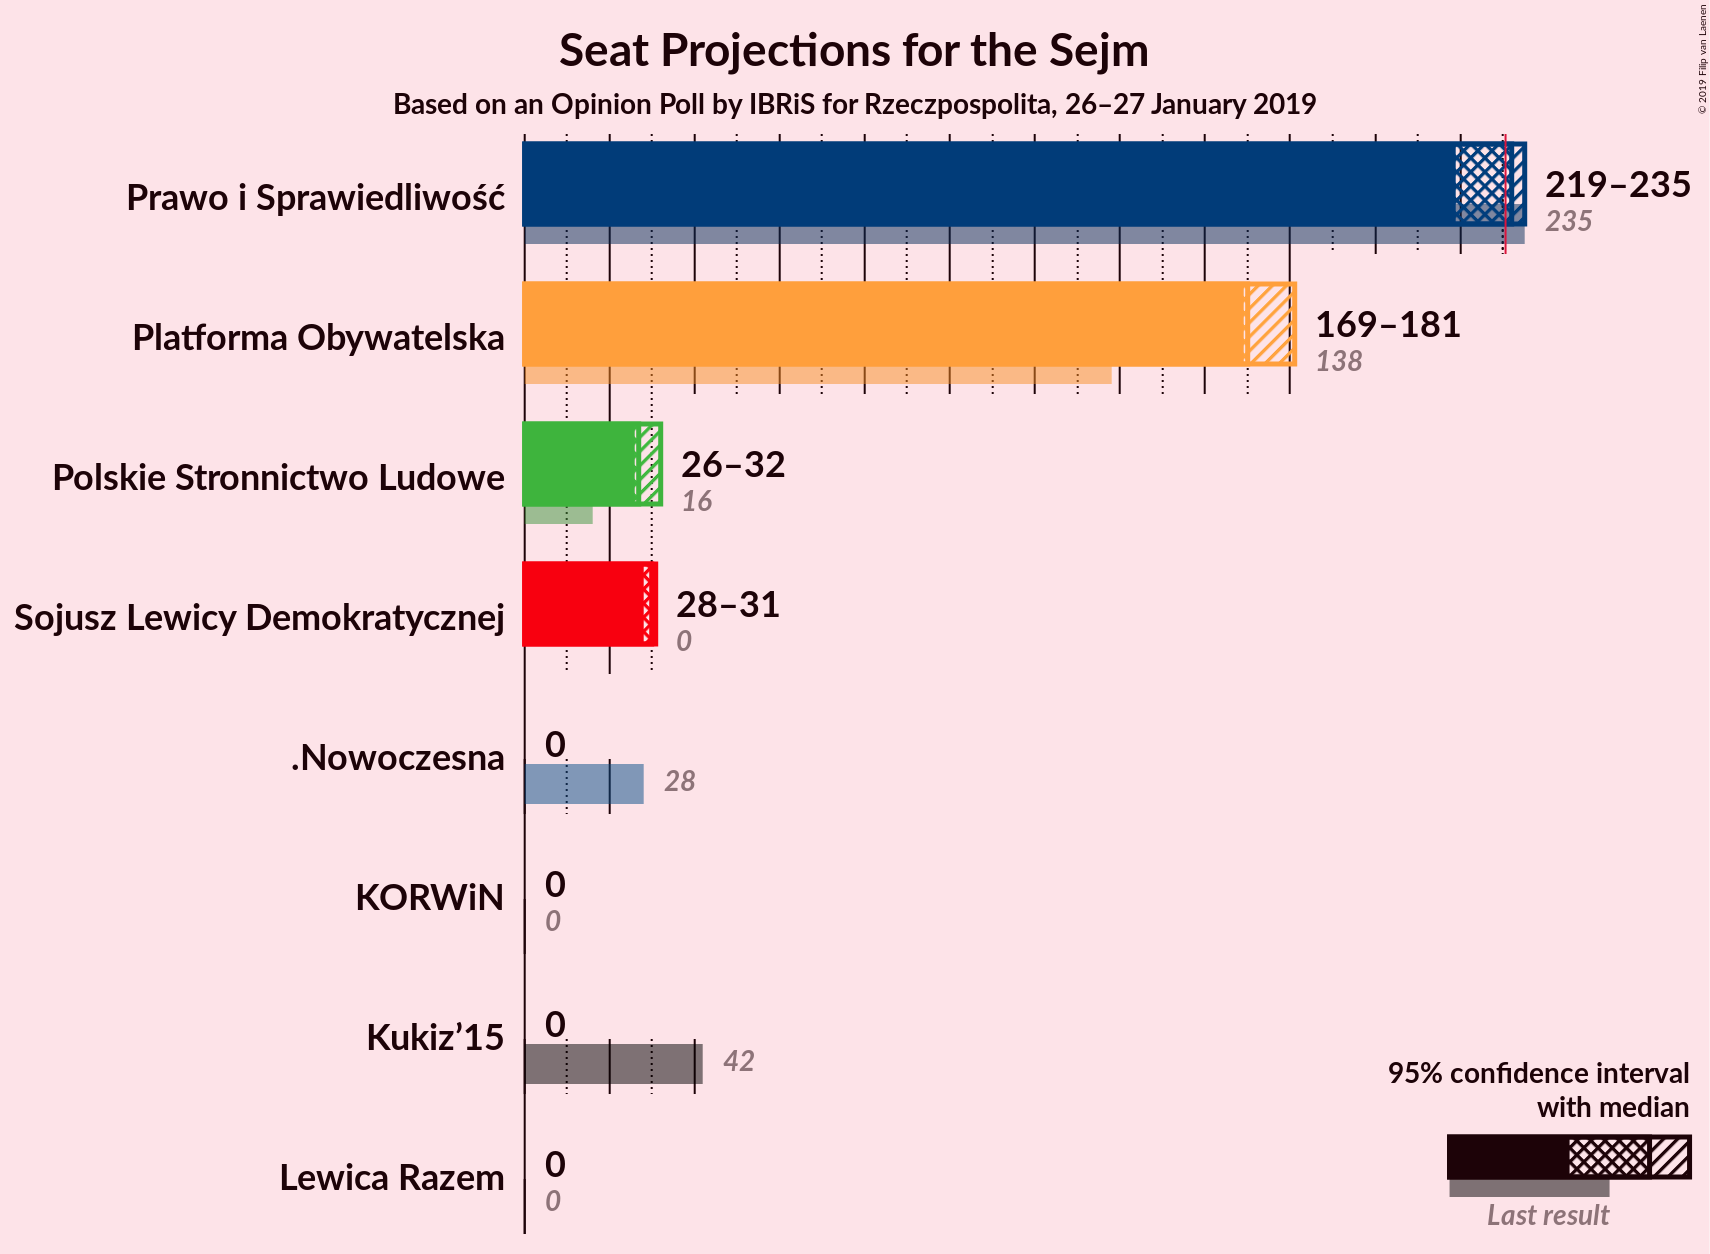 Seat Projections for the Sejm
Based on an Opinion Poll by IBRiS for Rzeczpospolita, 26–27 January 2019
© 2019 Filip van Laenen
Prawo i Sprawiedliwość
219–235
235
Platforma Obywatelska
169–181
138
Polskie Stronnictwo Ludowe
26–32
16
Sojusz Lewicy Demokratycznej
28–31
0
.Nowoczesna
0
28
KORWiN
0
0
Kukiz’15
0
42
Lewica Razem
0
0
95% confidence interval
with median
Last result